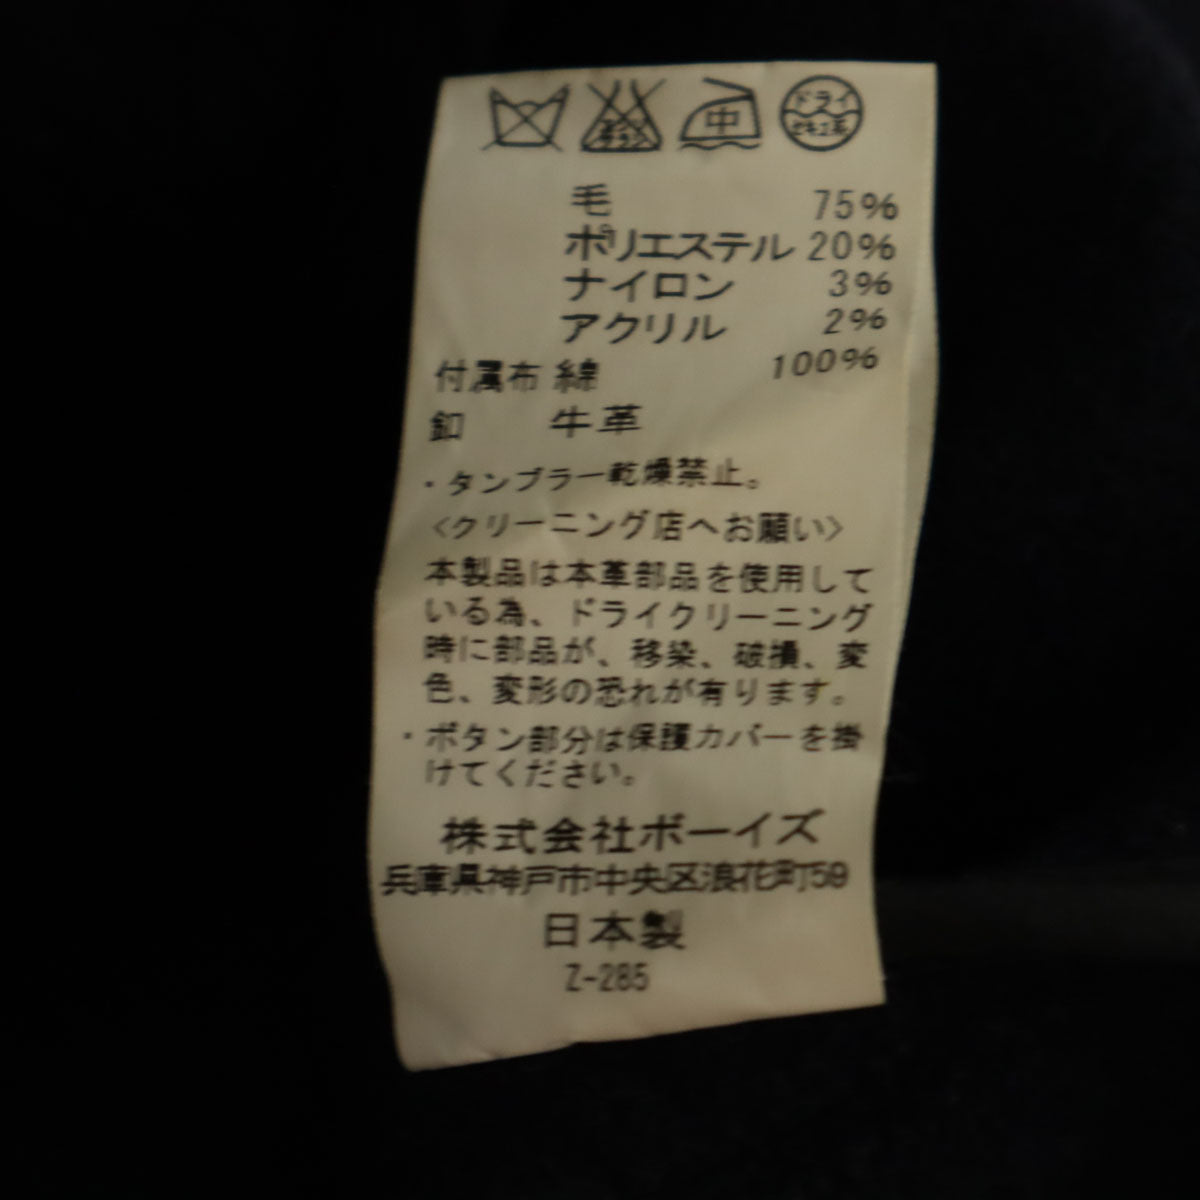 中 ドライ
毛 75%
ポリエステル 20%
ナイロン 3%
アクリル 2%
付属布 綿 100%
釦 牛革
・タンブラー乾燥禁止。
<クリーニング店へお願い>
本製品は本革部品を使用して
いる為、ドライクリーニング
時に部品が、移染、破損、変
色、変形の恐れが有ります。
・ボタン部分は保護カバーを掛
けてください。
株式会社ボーイズ
兵庫県神戸市中央区浪花町59
日本製
Z-285